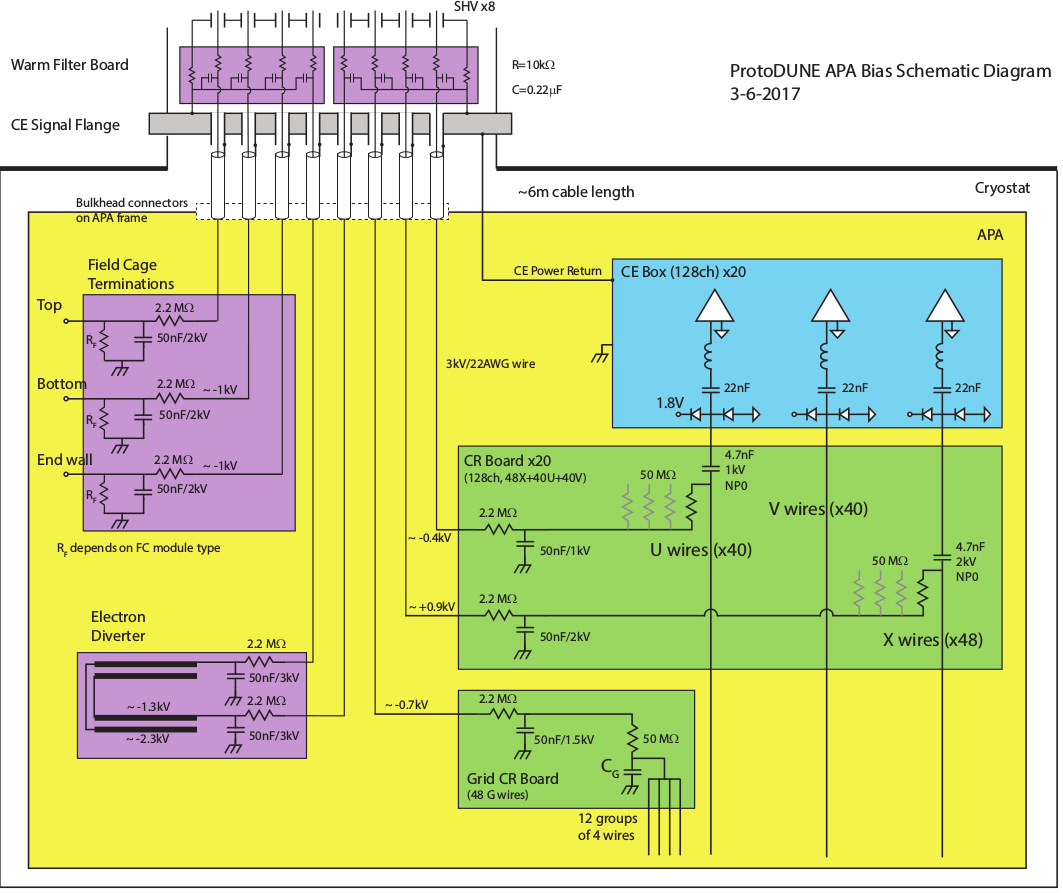 SHV x8
Warm Filter Board
R=10kΩ
C=0.22μF
ProtoDUNE APA Bias Schematic Diagram
3-6-2017
CE Signal Flange
~6m cable length
Cryostat
Bulkhead connectors
on APA frame
APA
Field Cage
Terminations
CE Power Return
CE Box (128ch) x20
Top
2.2 MΩ
RF
50nF/2kV
Bottom
2.2 MΩ
~ -1kV
RF
50nF/2kV
End wall
2.2 MΩ
~ -1kV
RF
50nF/2kV
RF depends on FC module type
3kV/22AWG wire
22nF
22nF
22nF
1.8V
CR Board x20
(128ch, 48X+40U+40V)
50 MΩ
4.7nF
1kV
NP0
2.2 MΩ
V wires (x40)
~ -0.4kV
50nF/1kV
U wires (x40)
50 MΩ
4.7nF
2kV
NP0
2.2 MΩ
~ +0.9kV
50nF/2kV
X wires (x48)
Electron
Diverter
2.2 MΩ
50nF/3kV
2.2 MΩ
~ -1.3kV
50nF/3kV
~ -2.3kV
~ -0.7kV
2.2 MΩ
50nF/1.5kV
50 MΩ
CG
Grid CR Board
(48 G wires)
12 groups
of 4 wires